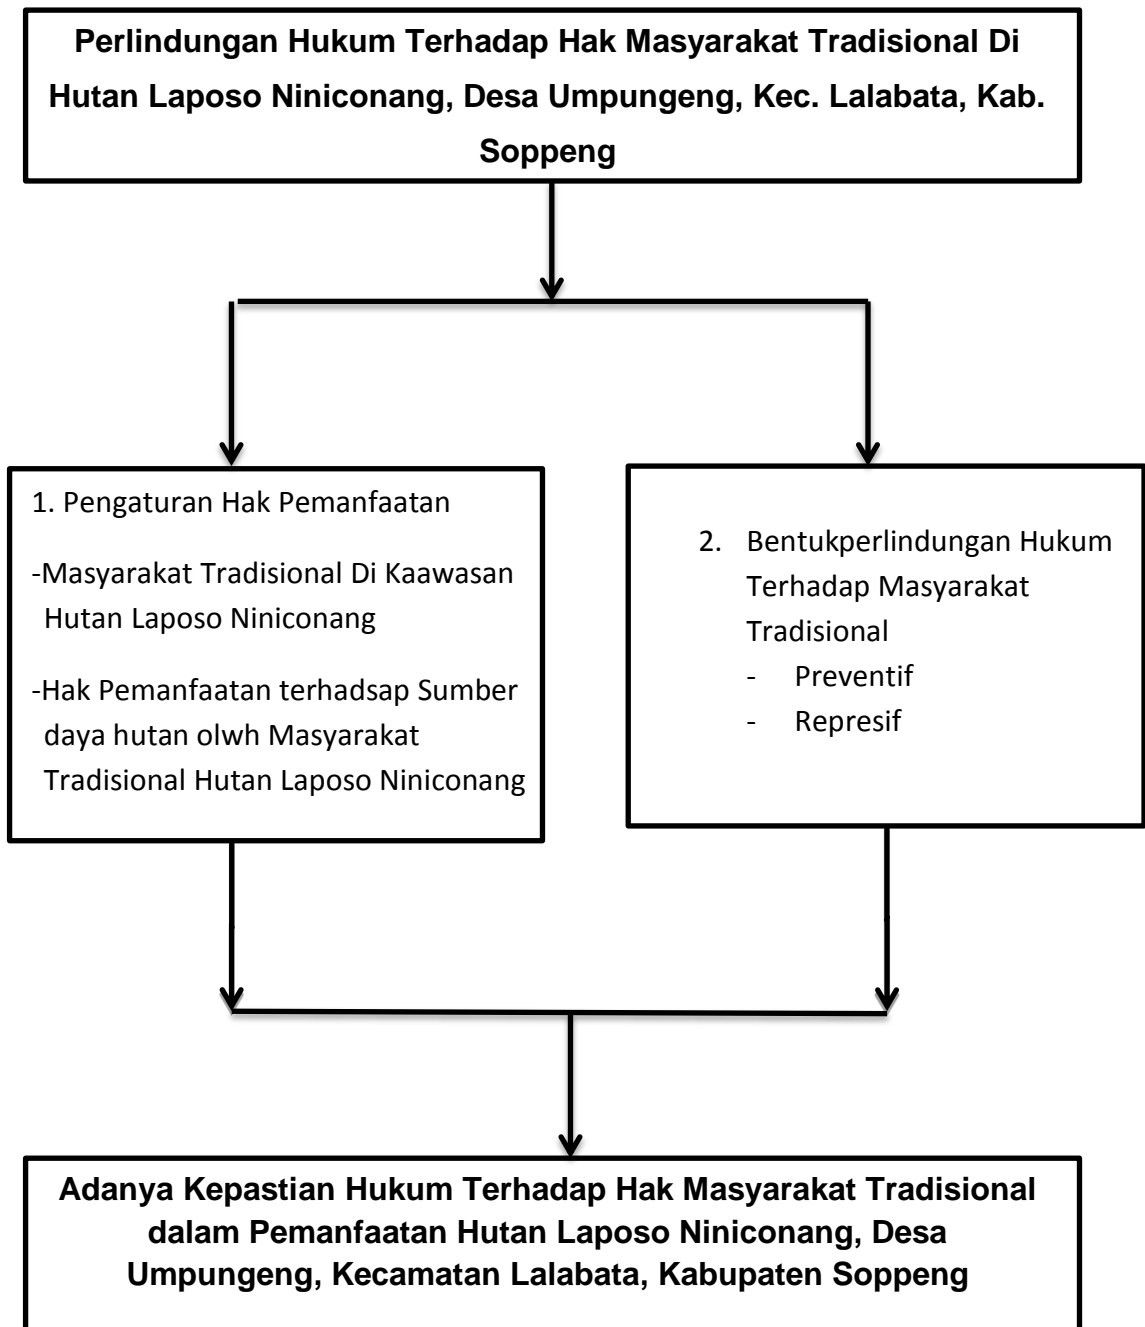 Perlindungan Hukum Terhadap Hak Masyarakat Tradisional Di
Hutan Laposo Niniconang, Desa Umpungeng, Kec. Lalabata, Kab.
Soppeng
1. Pengaturan Hak Pemanfaatan
-Masyarakat Tradisional Di Kaawasan
Hutan Laposo Niniconang
-Hak Pemanfaatan terhadsap Sumber
daya hutan olwh Masyarakat
Tradisional Hutan Laposo Niniconang
2. Bentukperlindungan Hukum
Terhadap Masyarakat
Tradisional
- Preventif
- Represif
Adanya Kepastian Hukum Terhadap Hak Masyarakat Tradisional
dalam Pemanfaatan Hutan Laposo Niniconang, Desa
Umpungeng, Kecamatan Lalabata, Kabupaten Soppeng